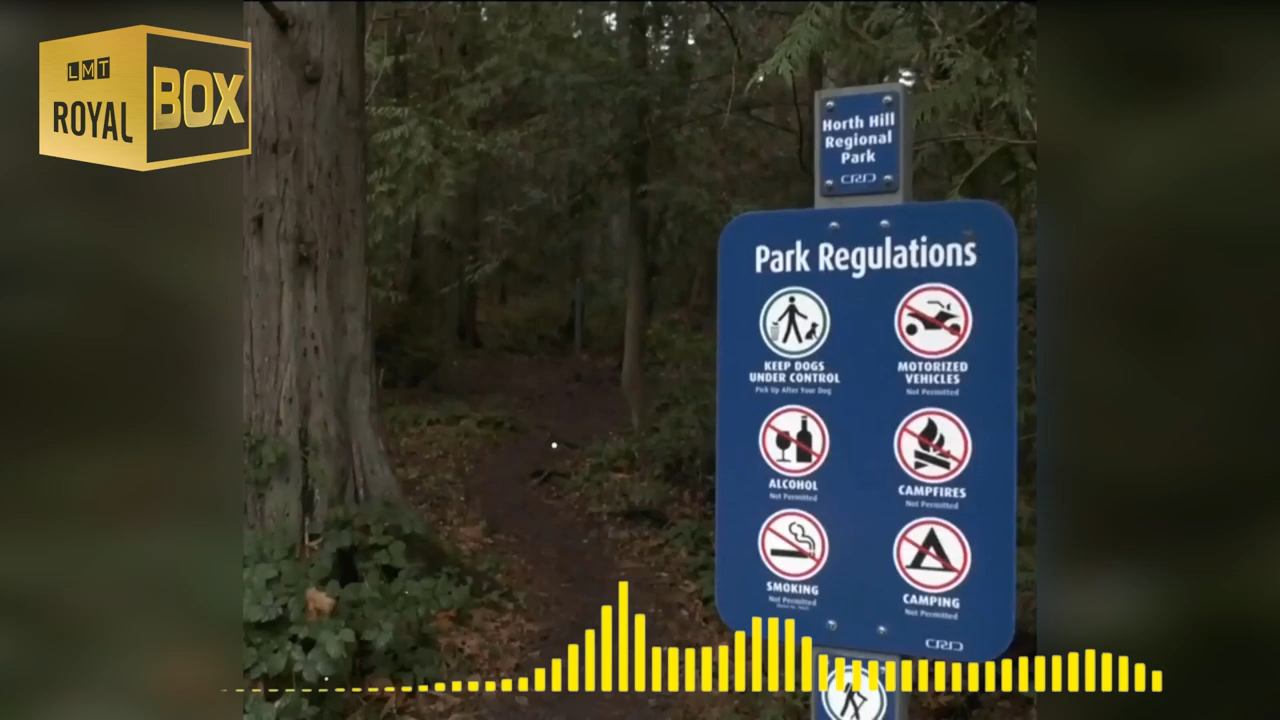 LMT
ROYAL
BOX
Horth Hill
Regional
Park
CRD
Park Regulations
KEEP DOGS
UNDER CONTROL
Pick Up After Your Dog
MOTORIZED
VEHICLES
Not Permitted
ALCOHOL
Not Permitted
CAMPFIRES
Not Permitted
SMOKING
Not Permitted
CAMPING
Not Permitted
CRD